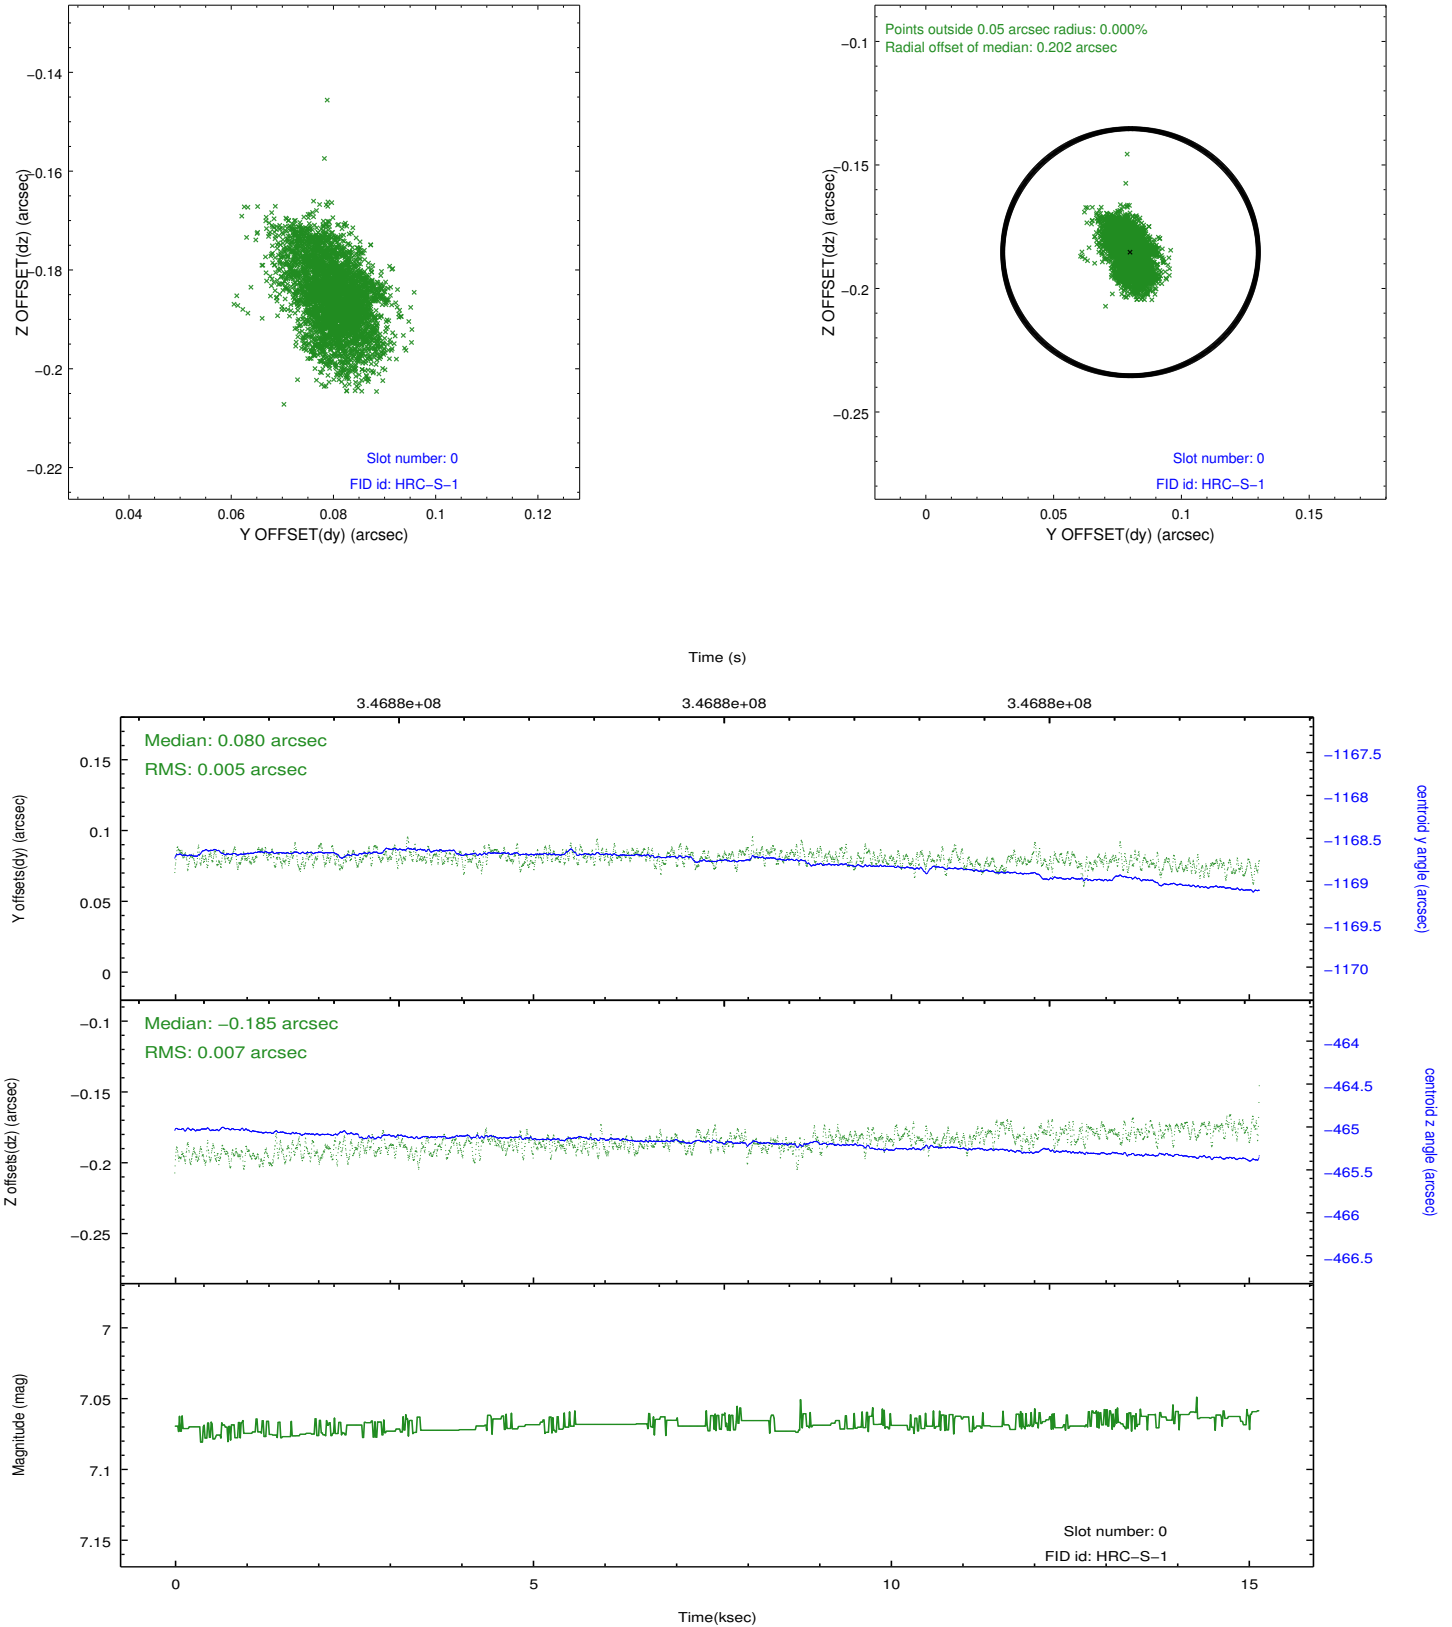 −0.14
−0.16
−0.18
−0.2
−0.22
Z OFFSET(dz) (arcsec)
0.04
0.06
0.08
0.1
0.12
Y OFFSET(dy) (arcsec)
Slot number: 0
FID id: HRC−S−1
Points outside 0.05 arcsec radius: 0.000%
Radial offset of median: 0.202 arcsec
−0.1
−0.15
−0.2
−0.25
Z OFFSET(dz) (arcsec)
0
0.05
0.1
0.15
Y OFFSET(dy) (arcsec)
Slot number: 0
FID id: HRC−S−1
Time (s)
3.4688e+08
3.4688e+08
3.4688e+08
Median: 0.080 arcsec
RMS: 0.005 arcsec
0.15
0.1
0.05
0
Y offsets(dy) (arcsec)
−1167.5
−1168
−1168.5
−1169
−1169.5
−1170
centroid y angle (arcsec)
Median: −0.185 arcsec
RMS: 0.007 arcsec
−0.1
−0.15
−0.2
−0.25
Z offsets(dz) (arcsec)
−464
−464.5
−465
−465.5
−466
−466.5
centroid z angle (arcsec)
7
7.05
7.1
7.15
Magnitude (mag)
Slot number: 0
FID id: HRC−S−1
0
5
10
15
Time(ksec)